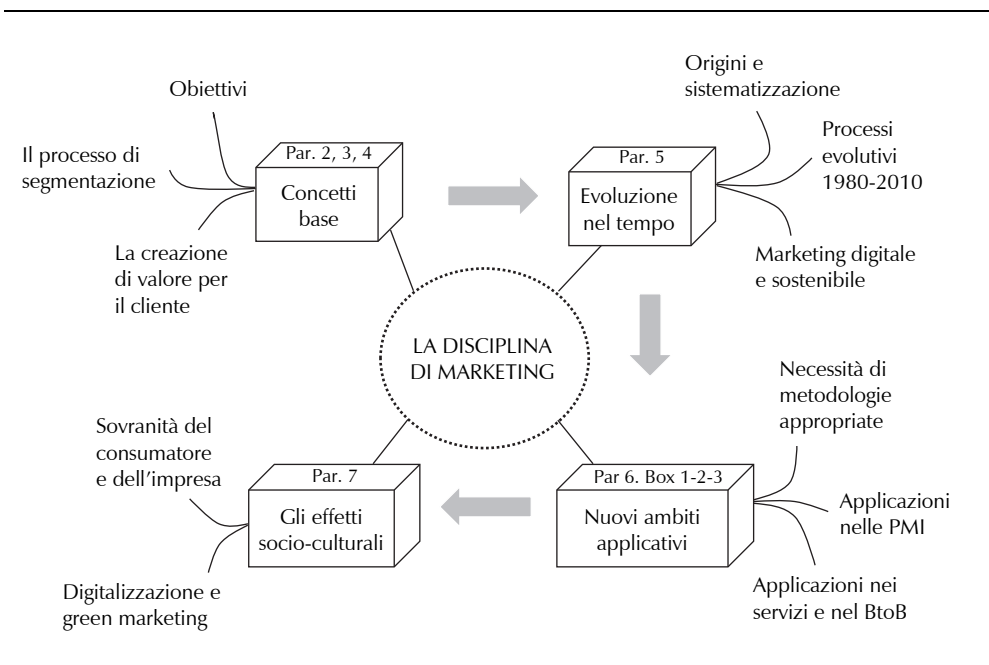 Obiettivi
Il processo di
segmentazione
La creazione
di valore per
il cliente
Par. 2, 3, 4
Concetti
base
Par. 5
Evoluzione
nel tempo
Origini e
sistematizzazione
Processi
evolutivi
1980-2010
Marketing digitale
e sostenibile
LA DISCIPLINA
DI MARKETING
Par 6. Box 1-2-3
Nuovi ambiti
applicativi
Necessità di
metodologie
appropriate
Applicazioni
nelle PMI
Applicazioni nei
servizi e nel BtoB
Par. 7
Gli effetti
socio-culturali
Sovranità del
consumatore
e dell’impresa
Digitalizzazione e
green marketing